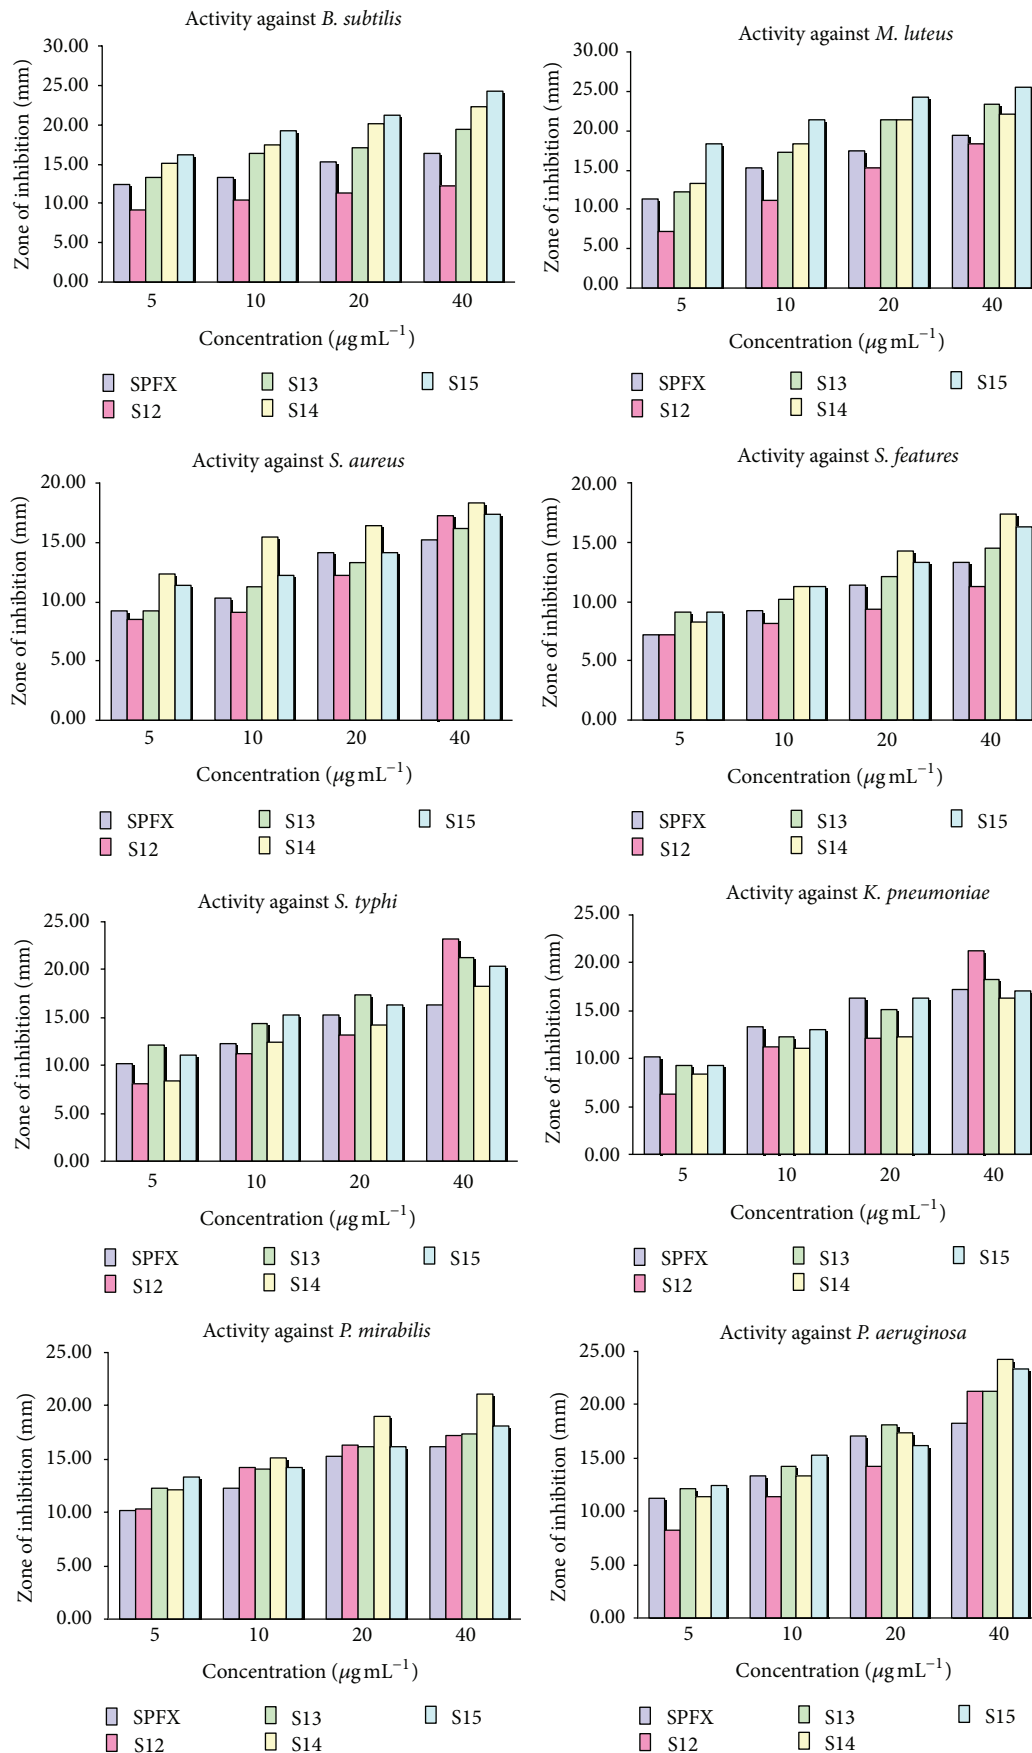 Activity against B. subtilis
Zone of inhibition (mm)
30.00
25.00
20.00
15.00
10.00
5.00
0.00
5 10 20 40
Concentration (μg mL−1)
SPFX S13 S15
S12 S14
Activity against M. luteus
Zone of inhibition (mm)
30.00
25.00
20.00
15.00
10.00
5.00
0.00
5 10 20 40
Concentration (μg mL−1)
SPFX S13 S15
S12 S14
Activity against S. aureus
Zone of inhibition (mm)
20.00
15.00
10.00
5.00
0.00
5 10 20 40
Concentration (μg mL−1)
SPFX S13 S15
S12 S14
Activity against S. features
Zone of inhibition (mm)
20.00
15.00
10.00
5.00
0.00
5 10 20 40
Concentration (μg mL−1)
SPFX S13 S15
S12 S14
Activity against S. typhi
Zone of inhibition (mm)
25.00
20.00
15.00
10.00
5.00
0.00
5 10 20 40
Concentration (μg mL−1)
SPFX S13 S15
S12 S14
Activity against K. pneumoniae
Zone of inhibition (mm)
25.00
20.00
15.00
10.00
5.00
0.00
5 10 20 40
Concentration (μg mL−1)
SPFX S13 S15
S12 S14
Activity against P. mirabilis
Zone of inhibition (mm)
25.00
20.00
15.00
10.00
5.00
0.00
5 10 20 40
Concentration (μg mL−1)
SPFX S13 S15
S12 S14
Activity against P. aeruginosa
Zone of inhibition (mm)
25.00
20.00
15.00
10.00
5.00
0.00
5 10 20 40
Concentration (μg mL−1)
SPFX S13 S15
S12 S14